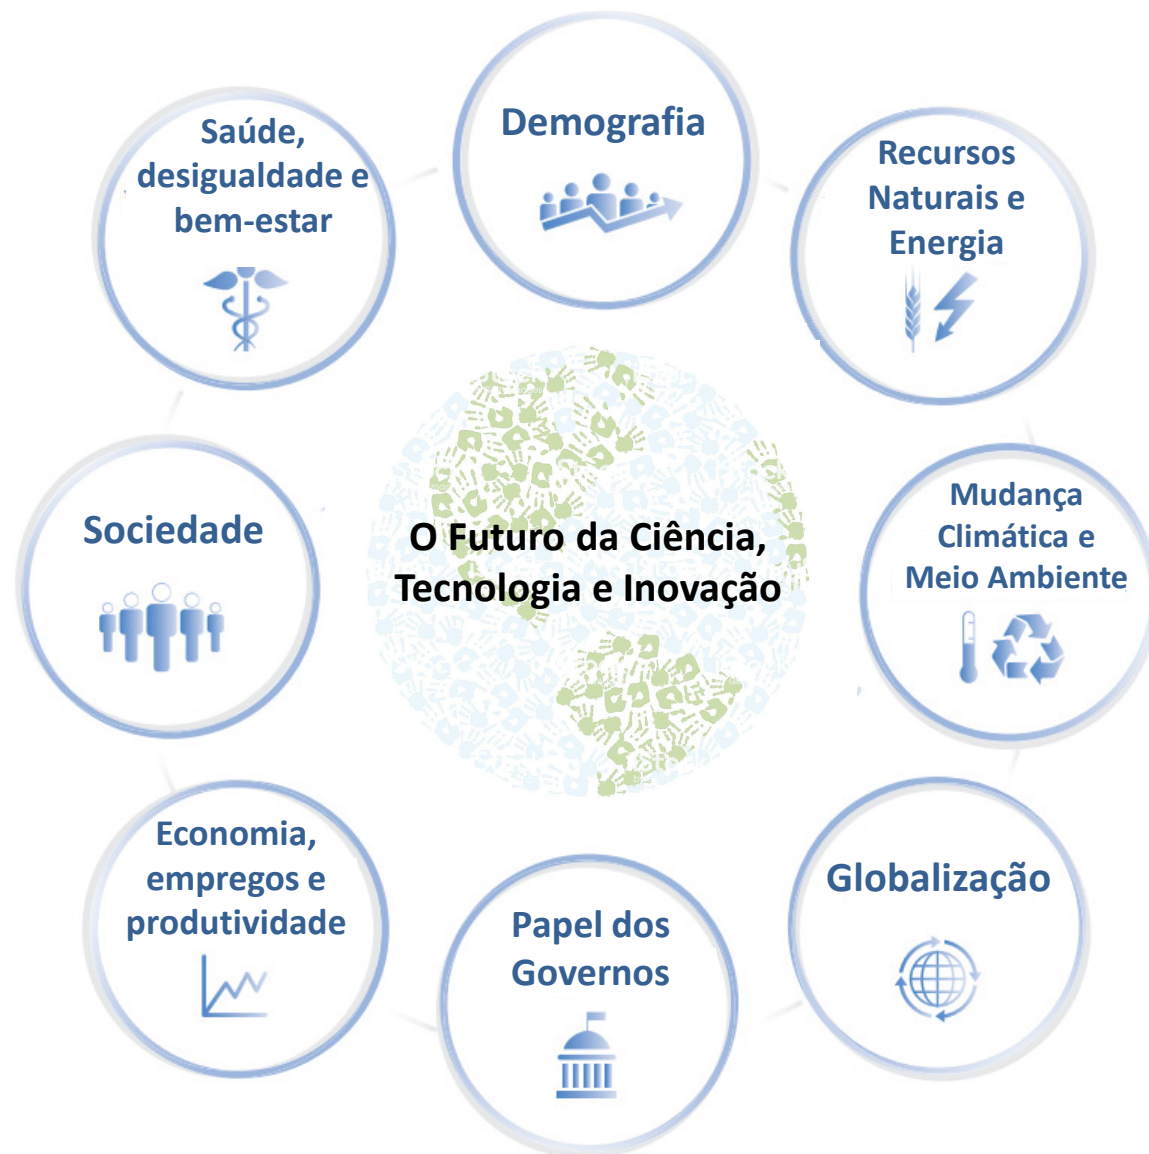 Demografia
Recursos
Naturais e
Energia
Mudança
Climática e
Meio Ambiente
Globalização
Papel dos
Governos
Economia,
empregos e
produtividade
Sociedade
Saúde,
desigualdade e
bem-estar
O Futuro da Ciência,
Tecnologia e Inovação